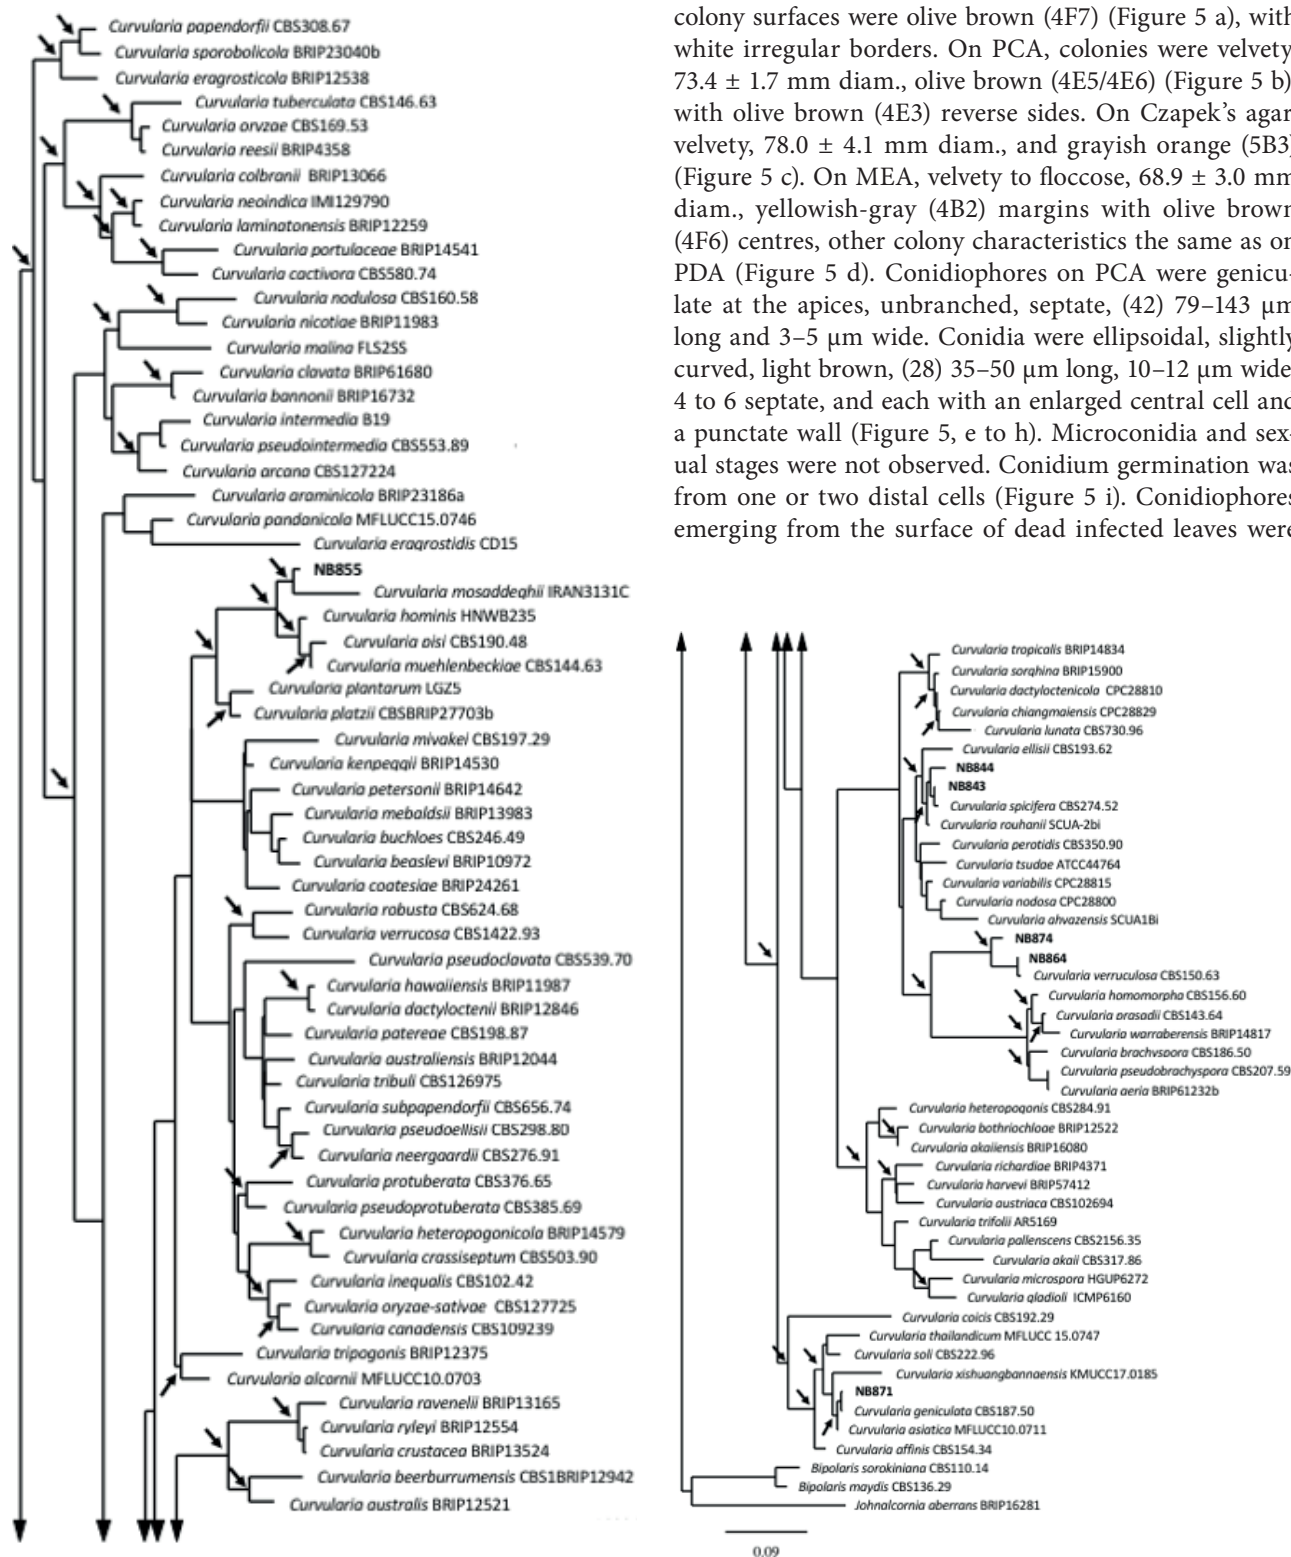 Curvularia papendorfii CBS308.67
Curvularia sporobolicola BRIP23040b
Curvularia eragrosticola BRIP12538
Curvularia tuberculata CBS146.63
Curvularia orvzae CBS169.53
Curvularia reesii BRIP4358
Curvularia colbranii BRIP13066
Curvularia neoindica IMI129790
Curvularia laminatonensis BRIP12259
Curvularia portulaceae BRIP14541
Curvularia cactivora CBS580.74
Curvularia nodulosa CBS160.58
Curvularia nicotiae BRIP11983
Curvularia malina FLS2SS
Curvularia clavata BRIP61680
Curvularia bannonii BRIP16732
Curvularia intermedia B19
Curvularia pseudointermedia CBS553.89
Curvularia arcana CBS127224
Curvularia araminicola BRIP23186a
Curvularia pandanicola MFLUCC15.0746
Curvularia eragrostidis CD15
NB855
Curvularia mosaddeghii IRAN3131C
Curvularia hominis HNWB235
Curvularia pisi CBS190.48
Curvularia muehlenbeckiae CBS144.63
Curvularia plantarum LGZ5
Curvularia platzii CBSBRIP27703b
Curvularia mivakei CBS197.29
Curvularia kenpeggii BRIP14530
Curvularia petersonii BRIP14642
Curvularia mebaldsii BRIP13983
Curvularia buchloes CBS246.49
Curvularia beaslevi BRIP10972
Curvularia coatesiae BRIP24261
Curvularia robusta CBS624.68
Curvularia verrucosa CBS1422.93
Curvularia pseudoclavata CBS539.70
Curvularia hawaiiensis BRIP11987
Curvularia dactyloctenii BRIP12846
Curvularia patereae CBS198.87
Curvularia australiensis BRIP12044
Curvularia tribuli CBS126975
Curvularia subpapendorfii CBS656.74
Curvularia pseudoellisii CBS298.80
Curvularia neergaardii CBS276.91
Curvularia protuberata CBS376.65
Curvularia pseudoprotuberata CBS385.69
Curvularia heteropogonicola BRIP14579
Curvularia crassiseptum CBS503.90
Curvularia inequalis CBS102.42
Curvularia oryzae-sativae CBS127725
Curvularia canadensis CBS109239
Curvularia tripogonis BRIP12375
Curvularia alcornii MFLUCC10.0703
Curvularia ravenelii BRIP13165
Curvularia ryleyi BRIP12554
Curvularia crustacea BRIP13524
Curvularia beerburrumensis CBS1BRIP12942
Curvularia australis BRIP12521
colony surfaces were olive brown (4F7) (Figure 5 a), with
white irregular borders. On PCA, colonies were velvety
73.4 ± 1.7 mm diam., olive brown (4E5/4E6) (Figure 5 b)
with olive brown (4E3) reverse sides. On Czapek's agar
velvety, 78.0 ± 4.1 mm diam., and grayish orange (5B3)
(Figure 5 c). On MEA, velvety to floccose, 68.9 ± 3.0 mm
diam., yellowish-gray (4B2) margins with olive brown
(4F6) centres, other colony characteristics the same as on
PDA (Figure 5 d). Conidiophores on PCA were genicu-
late at the apices, unbranched, septate, (42) 79–143 µm
long and 3–5 µm wide. Conidia were ellipsoidal, slightly
curved, light brown, (28) 35–50 µm long, 10–12 µm wide
4 to 6 septate, and each with an enlarged central cell and
a punctate wall (Figure 5, e to h). Microconidia and sex-
ual stages were not observed. Conidium germination was
from one or two distal cells (Figure 5 i). Conidiophores
emerging from the surface of dead infected leaves were
Curvularia tropicalis BRIP14834
Curvularia sorghina BRIP15900
Curvularia dactyloctenicola CPC28810
Curvularia chiangmaiensis CPC28829
Curvularia lunata CBS730.96
Curvularia ellisii CBS193.62
NB844
NB843
Curvularia spicifera CBS274.52
Curvularia rouhanii SCUA-2bi
Curvularia perotidis CBS350.90
Curvularia tsudae ATCC44764
Curvularia variabilis CPC28815
Curvularia nodosa CPC28800
Curvularia ahvazensis SCUA1Bi
NB874
NB864
Curvularia verruculosa CBS150.63
Curvularia homomorpha CBS156.60
Curvularia prasadii CBS143.64
Curvularia warraberensis BRIP14817
Curvularia brachvspora CBS186.50
Curvularia pseudobrachyspora CBS207.59
Curvularia aeria BRIP61232b
Curvularia heteropogonis CBS284.91
Curvularia bothriochloae BRIP12522
Curvularia akaiiensis BRIP16080
Curvularia richardiae BRIP4371
Curvularia harvevi BRIP57412
Curvularia austriaca CBS102694
Curvularia trifolii AR5169
Curvularia pallenscens CBS2156.35
Curvularia akaii CBS317.86
Curvularia microspora HGUP6272
Curvularia gladioli ICMP6160
Curvularia coicis CBS192.29
Curvularia thailandicum MFLUCC 15.0747
Curvularia soli CBS222.96
Curvularia xishuangbannaensis KMUCC17.0185
NB871
Curvularia geniculata CBS187.50
Curvularia asiatica MFLUCC10.0711
Curvularia affinis CBS154.34
Bipolaris sorokiniana CBS110.14
Bipolaris maydis CBS136.29
Johnalcornia aberrans BRIP16281
0.09